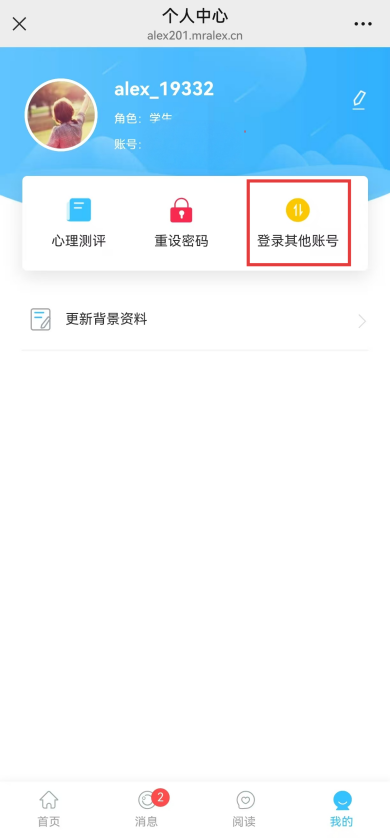 个人中心
alex201.mralex.cn
alex_19332
角色：学生
账号：
心理测评
重设密码
登录其他账号
更新背景资料
2
首页
消息
阅读
我的